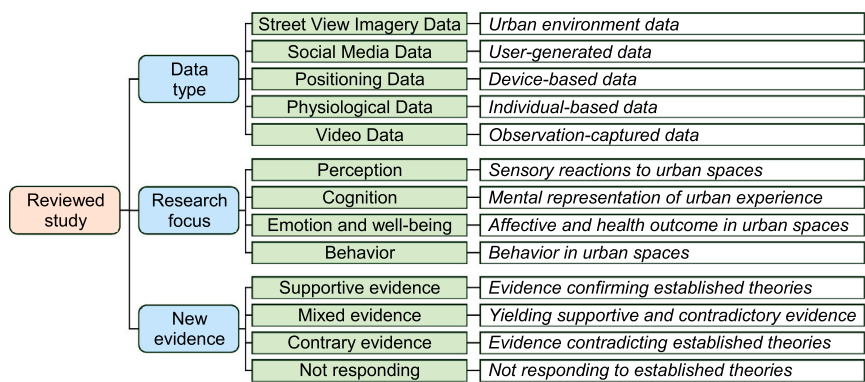 Street View Imagery Data Urban environment data
Social Media Data User-generated data
Data
type
Positioning Data Device-based data
Physiological Data Individual-based data
Video Data Observation-captured data
Perception Sensory reactions to urban spaces
Reviewed
study
Research
focus
Cognition Mental representation of urban experience
Emotion and well-being Affective and health outcome in urban spaces
Behavior Behavior in urban spaces
Supportive evidence Evidence confirming established theories
New
evidence
Mixed evidence Yielding supportive and contradictory evidence
Contrary evidence Evidence contradicting established theories
Not responding Not responding to established theories